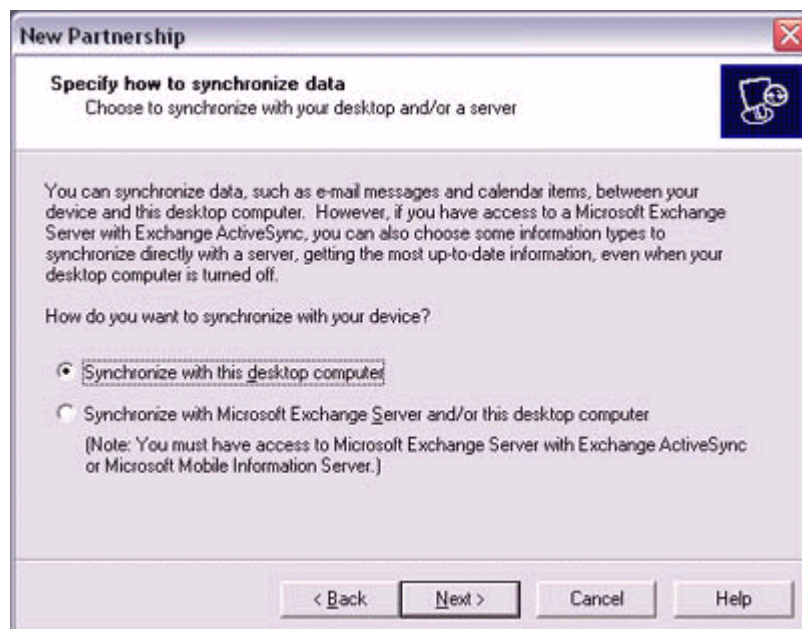 New Partnership
Specify how to synchronize data
Choose to synchronize with your desktop and/or a server
You can synchronize data, such as e-mail messages and calendar items, between your
device and this desktop computer. However, if you have access to a Microsoft Exchange
Server with Exchange ActiveSync, you can also choose some information types to
synchronize directly with a server, getting the most up-to-date information, even when your
desktop computer is turned off.
How do you want to synchronize with your device?
Synchronize with this desktop computer
Synchronize with Microsoft Exchange Server and/or this desktop computer
(Note: You must have access to Microsoft Exchange Server with Exchange ActiveSync
or Microsoft Mobile Information Server.)
< Back Next > Cancel Help